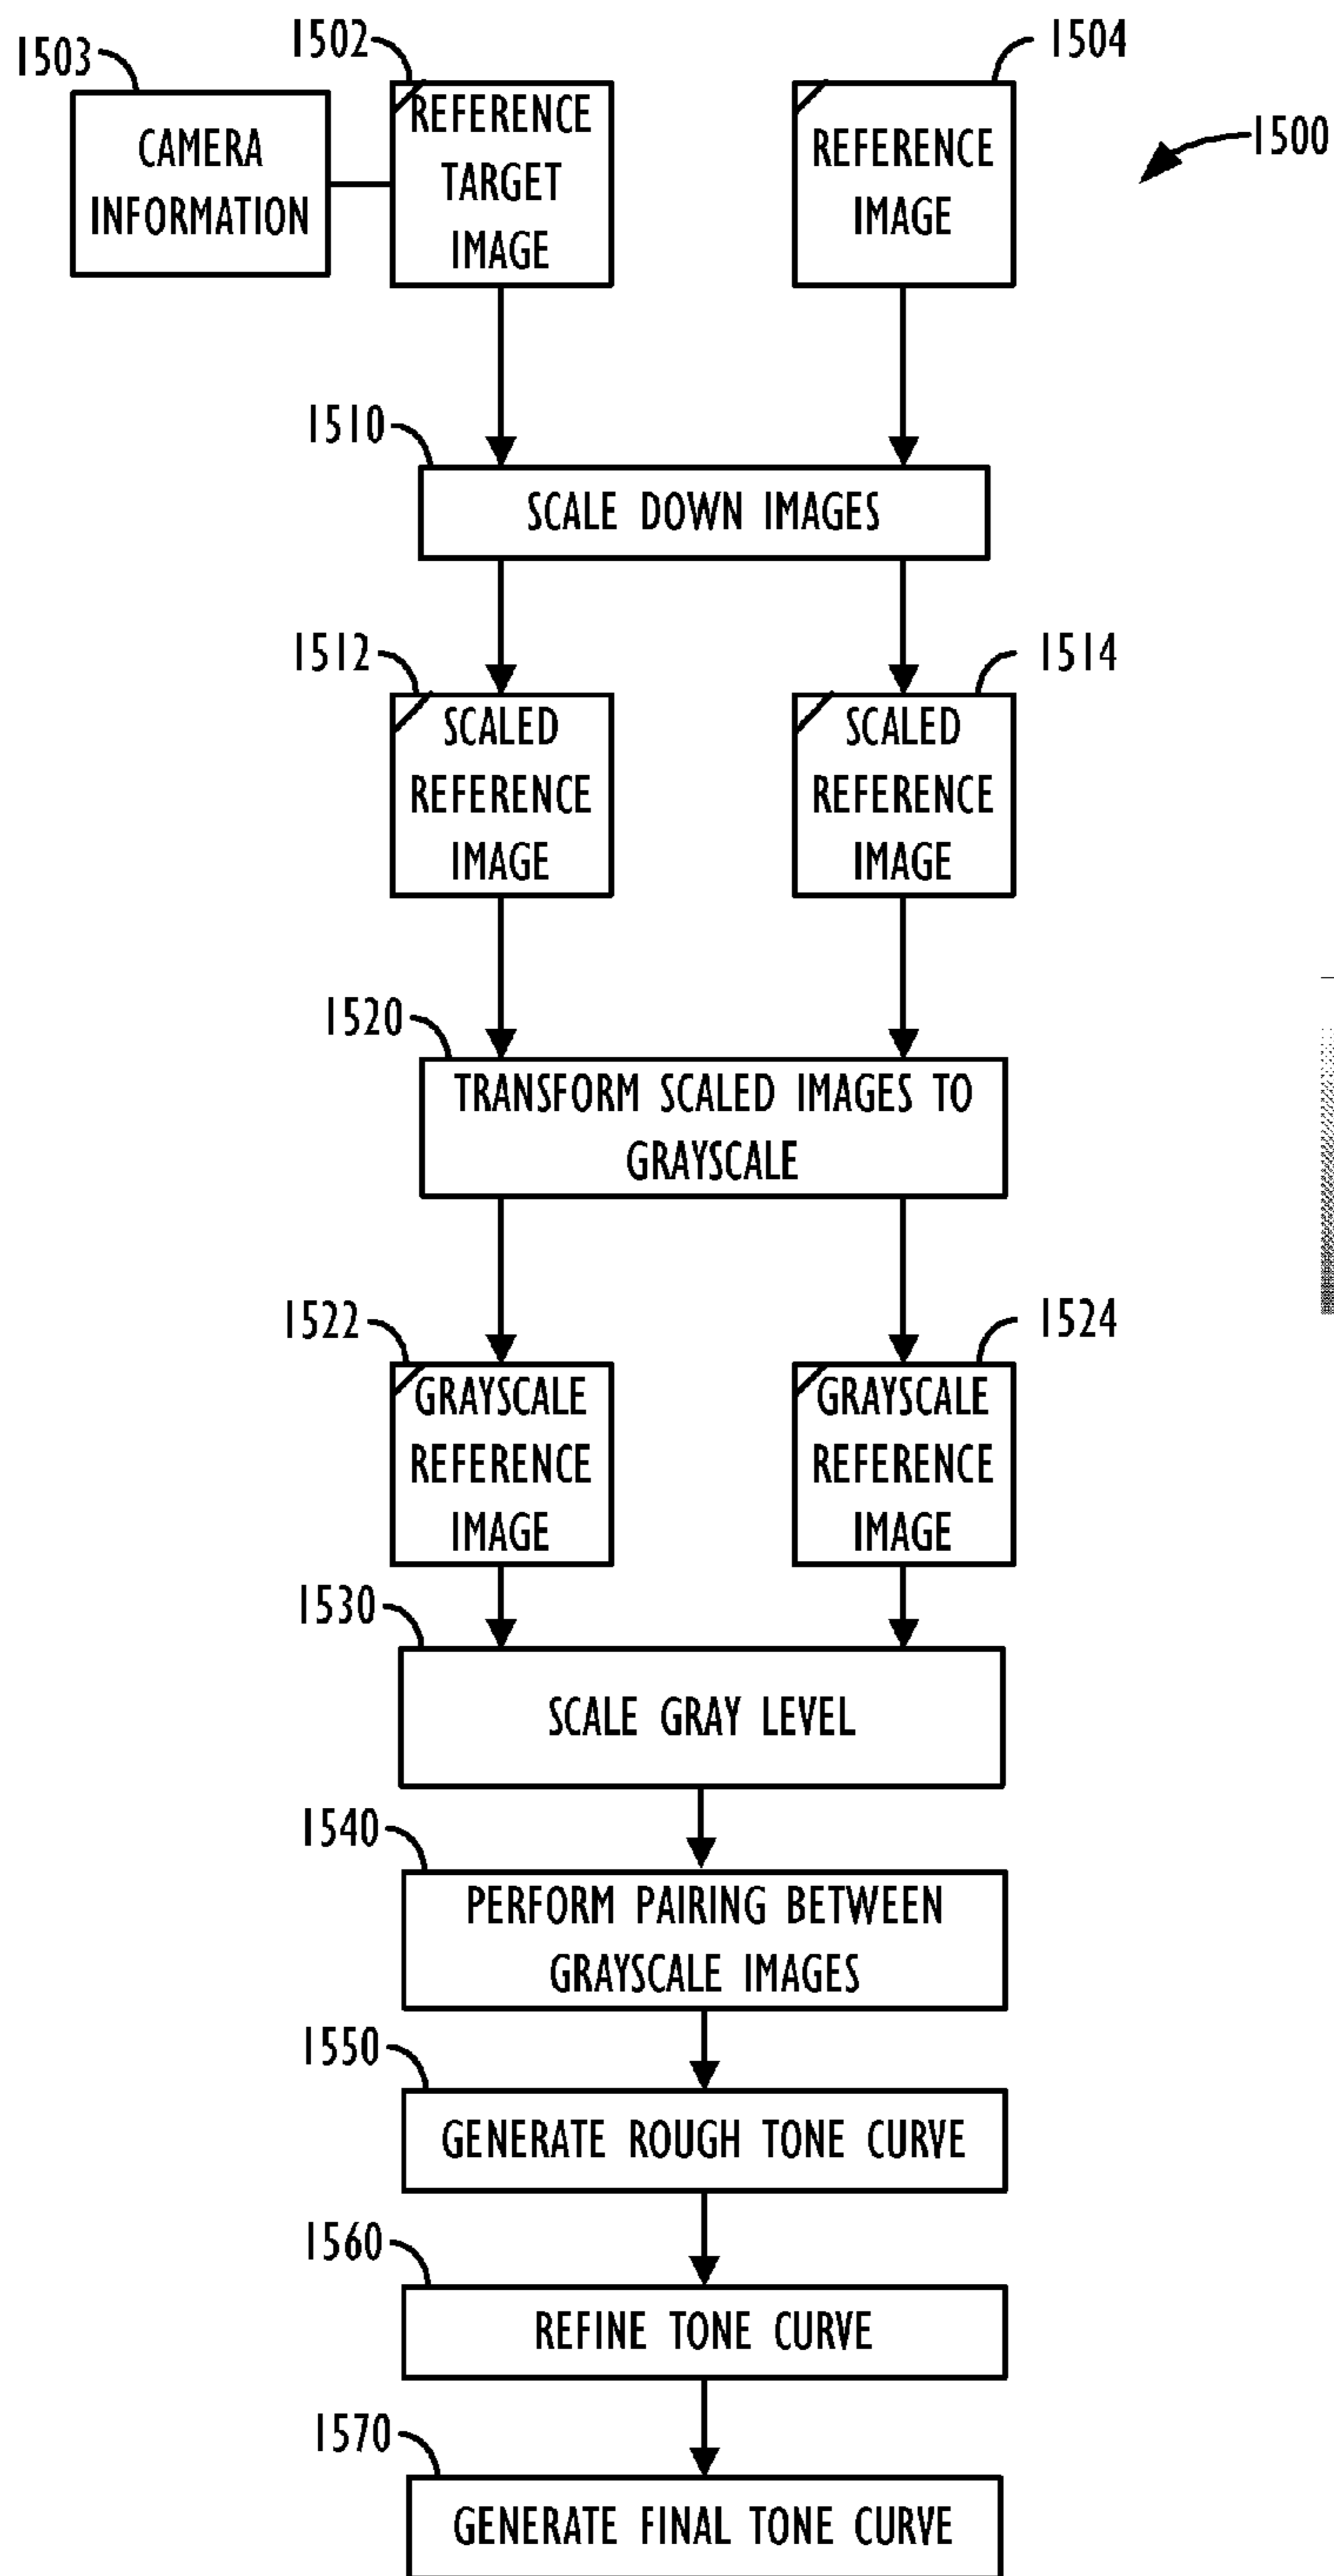 1503
1502
1504
1500
CAMERA
INFORMATION
REFERENCE
TARGET
IMAGE
REFERENCE
IMAGE
1510
SCALE DOWN IMAGES
1512
1514
SCALED
REFERENCE
IMAGE
SCALED
REFERENCE
IMAGE
1520
TRANSFORM SCALED IMAGES TO
GRAYSCALE
1522
1524
GRAYSCALE
REFERENCE
IMAGE
GRAYSCALE
REFERENCE
IMAGE
1530
SCALE GRAY LEVEL
1540
PERFORM PAIRING BETWEEN
GRAYSCALE IMAGES
1550
GENERATE ROUGH TONE CURVE
1560
REFINE TONE CURVE
1570
GENERATE FINAL TONE CURVE